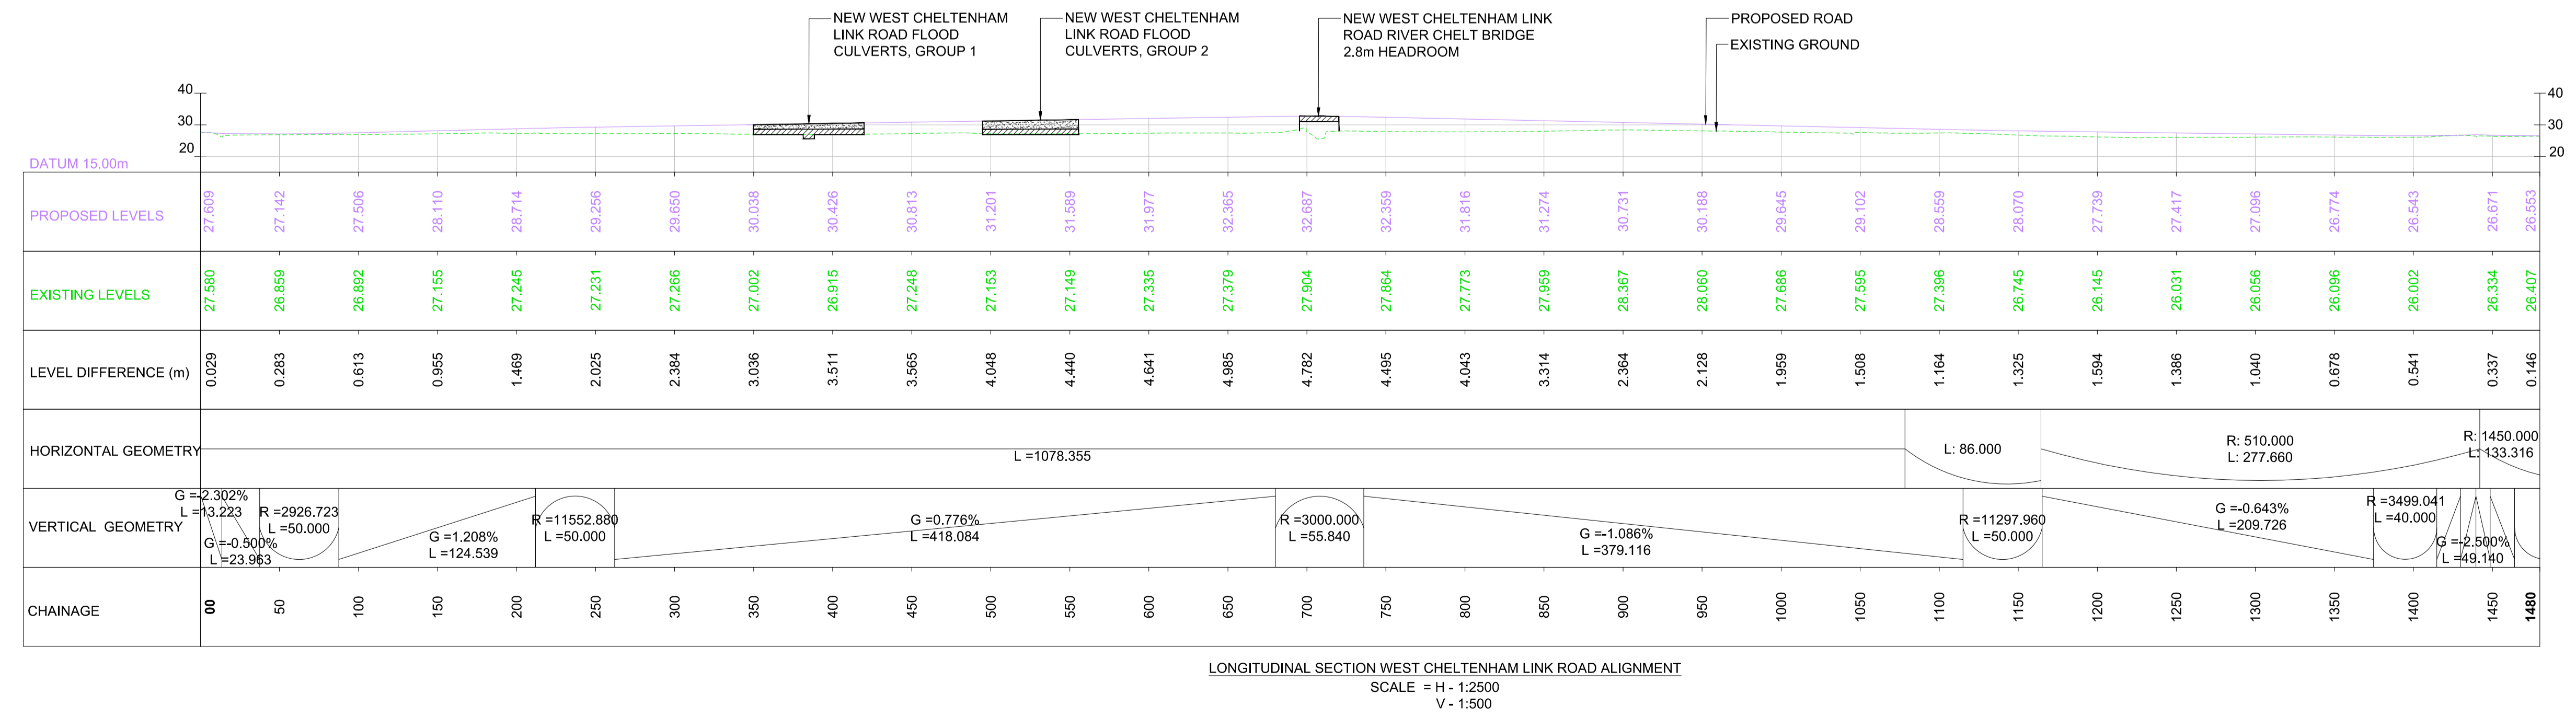 NEW WEST CHELTENHAM
LINK ROAD FLOOD
CULVERTS, GROUP 1
NEW WEST CHELTENHAM
LINK ROAD FLOOD
CULVERTS, GROUP 2
NEW WEST CHELTENHAM LINK
ROAD RIVER CHELT BRIDGE
2.8m HEADROOM
PROPOSED ROAD
EXISTING GROUND
40
30
20
40
30
20
DATUM 15.00m
PROPOSED LEVELS
27.609
27.142
27.506
28.110
28.714
29.256
29.650
30.038
30.426
30.813
31.201
31.589
31.977
32.365
32.687
32.359
31.816
31.274
30.731
30.188
29.645
29.102
28.559
28.070
27.739
27.417
27.096
26.774
26.543
26.671
26.553
EXISTING LEVELS
27.580
26.859
26.892
27.155
27.245
27.231
27.266
27.002
26.915
27.248
27.153
27.149
27.335
27.379
27.904
27.864
27.773
27.959
28.367
28.060
27.686
27.595
27.396
26.745
26.145
26.031
26.056
26.096
26.002
26.334
26.407
LEVEL DIFFERENCE (m)
0.029
0.283
0.613
0.955
1.469
2.025
2.384
3.036
3.511
3.565
4.048
4.440
4.641
4.985
4.782
4.495
4.043
3.314
2.364
2.128
1.959
1.508
1.164
1.325
1.594
1.386
1.040
0.678
0.541
0.337
0.146
HORIZONTAL GEOMETRY
L =1078.355
L: 86.000
R: 510.000
L: 277.660
R: 1450.000
L: 133.316
VERTICAL GEOMETRY
G =-2.302%
L =13.223
G =-0.500%
L =23.963
R =2926.723
L =50.000
G =1.208%
L =124.539
R =11552.880
L =50.000
G =0.776%
L =418.084
R =3000.000
L =55.840
G =-1.086%
L =379.116
R =11297.960
L =50.000
G =-0.643%
L =209.726
R =3499.041
L =40.000
G =-2.500%
L =49.140
CHAINAGE
00
50
100
150
200
250
300
350
400
450
500
550
600
650
700
750
800
850
900
950
1000
1050
1100
1150
1200
1250
1300
1350
1400
1450
1480
LONGITUDINAL SECTION WEST CHELTENHAM LINK ROAD ALIGNMENT
SCALE = H - 1:2500
V - 1:500